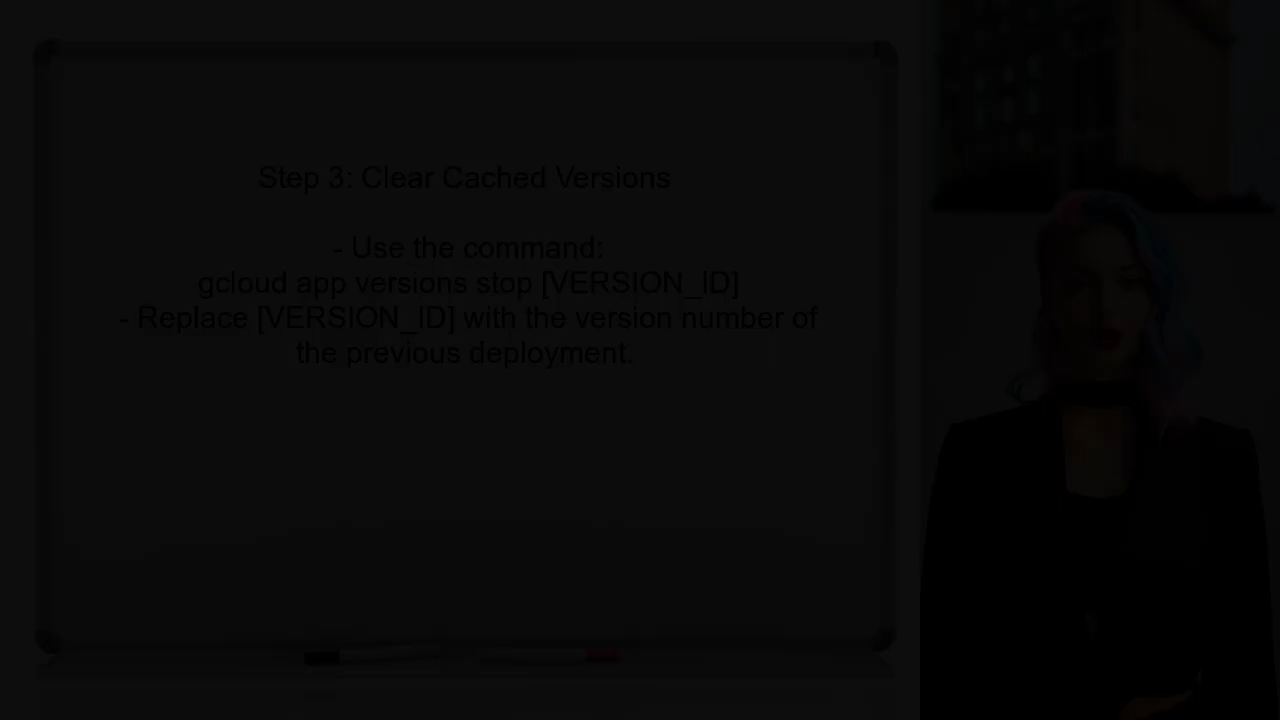 Step 3: Clear Cached Versions
- Use the command:
gcloud app versions stop [VERSION_ID]
- Replace [VERSION_ID] with the version number of
the previous deployment.